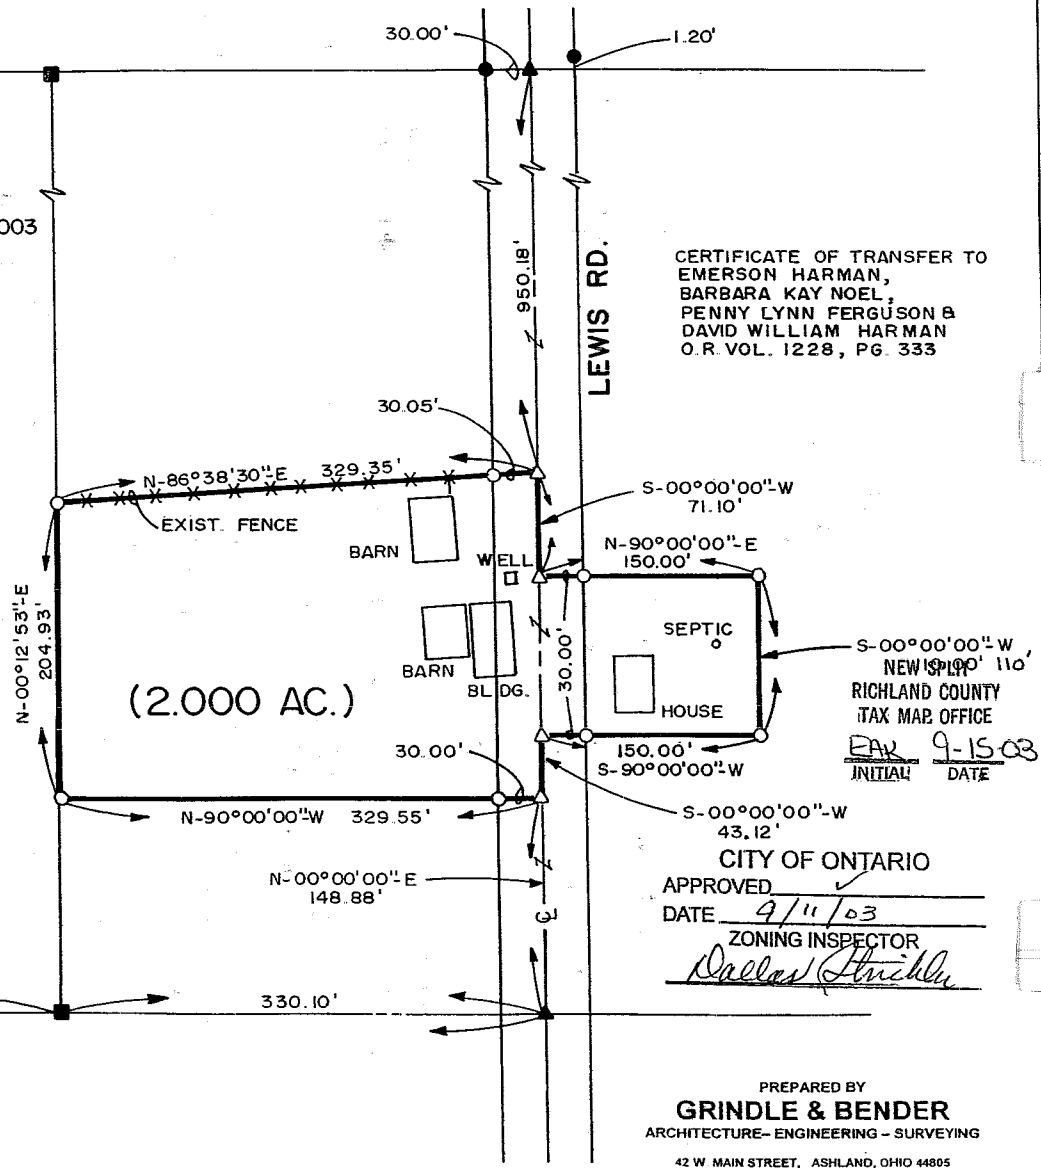 30.00'
1.20'
003
950.18'
LEWIS RD.
CERTIFICATE OF TRANSFER TO
EMERSON HARMAN,
BARBARA KAY NOEL,
PENNY LYNN FERGUSON &
DAVID WILLIAM HARMAN
O.R. VOL. 1228, PG. 333
30.05'
N-86°38'30"-E 329.35'
EXIST. FENCE
S-00°00'00"-W
71.10'
BARN
WELL
N-90°00'00"-E
150.00'
N-00°12'53"-E
204.93'
30.00'
SEPTIC
S-00°00'00"-W
110'
NEW SPLIT
RICHLAND COUNTY
TAX MAP OFFICE
EAK 9-15-03
INITIAL DATE
BARN
BLDG.
HOUSE
(2.000 AC.)
30.00'
150.00'
S-90°00'00"-W
N-90°00'00"-W 329.55'
S-00°00'00"-W
43.12'
N-00°00'00"-E
148.88'
CITY OF ONTARIO
APPROVED ✓
DATE 9/11/03
ZONING INSPECTOR
Dallas
330.10'
PREPARED BY
GRINDLE & BENDER
ARCHITECTURE - ENGINEERING - SURVEYING
42 W. MAIN STREET, ASHLAND, OHIO 44805